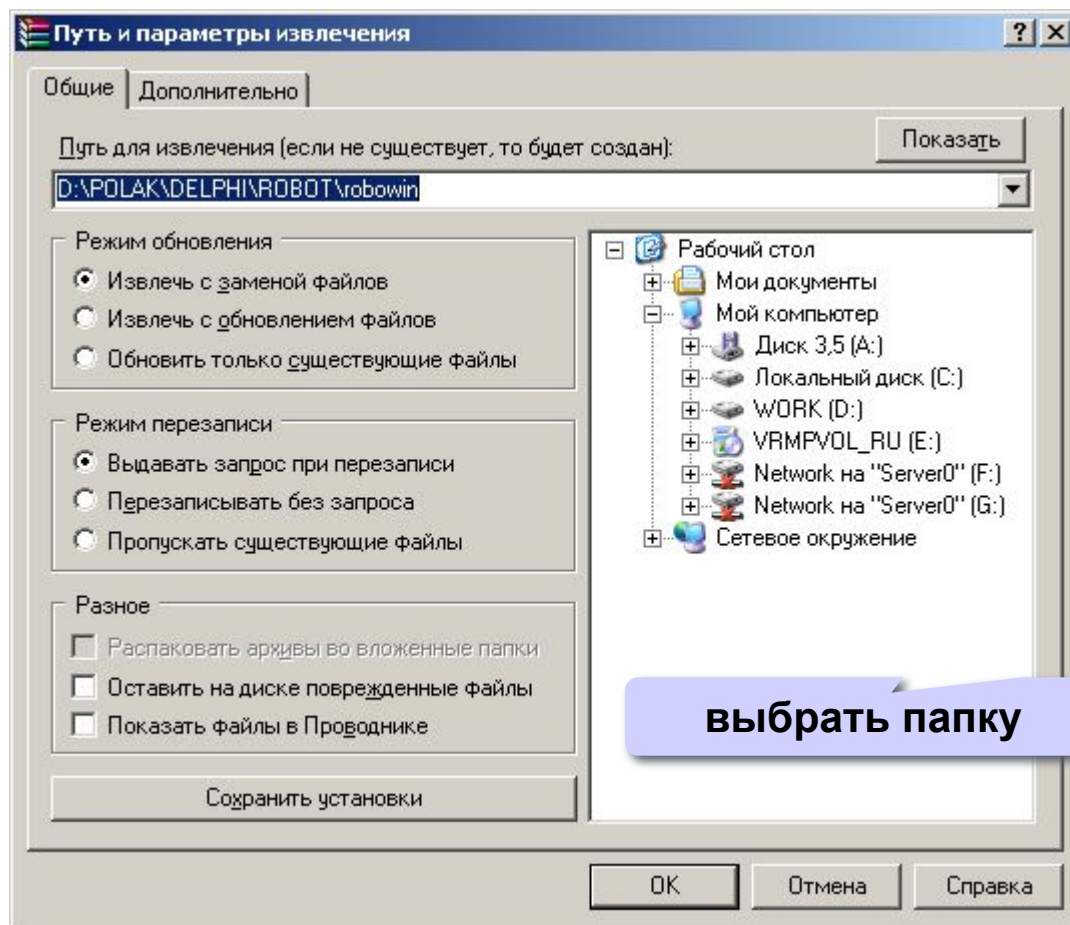 Путь и параметры извлечения
Общие
Дополнительно
Путь для извлечения (если не существует, то будет создан):
Показать
D:\POLAK\DELPHI\ROBOT\robowin
Режим обновления
Извлечь с заменой файлов
Извлечь с обновлением файлов
Обновить только существующие файлы
Режим перезаписи
Выдавать запрос при перезаписи
Перезаписывать без запроса
Пропускать существующие файлы
Разное
Распаковать архивы во вложенные папки
Оставить на диске поврежденные файлы
Показать файлы в Проводнике
Сохранить установки
Рабочий стол
Мои документы
Мой компьютер
Диск 3,5 (A:)
Локальный диск (C:)
WORK (D:)
VRMPVOL_RU (E:)
Network на "Server0" (F:)
Network на "Server0" (G:)
Сетевое окружение
выбрать папку
OK
Отмена
Справка